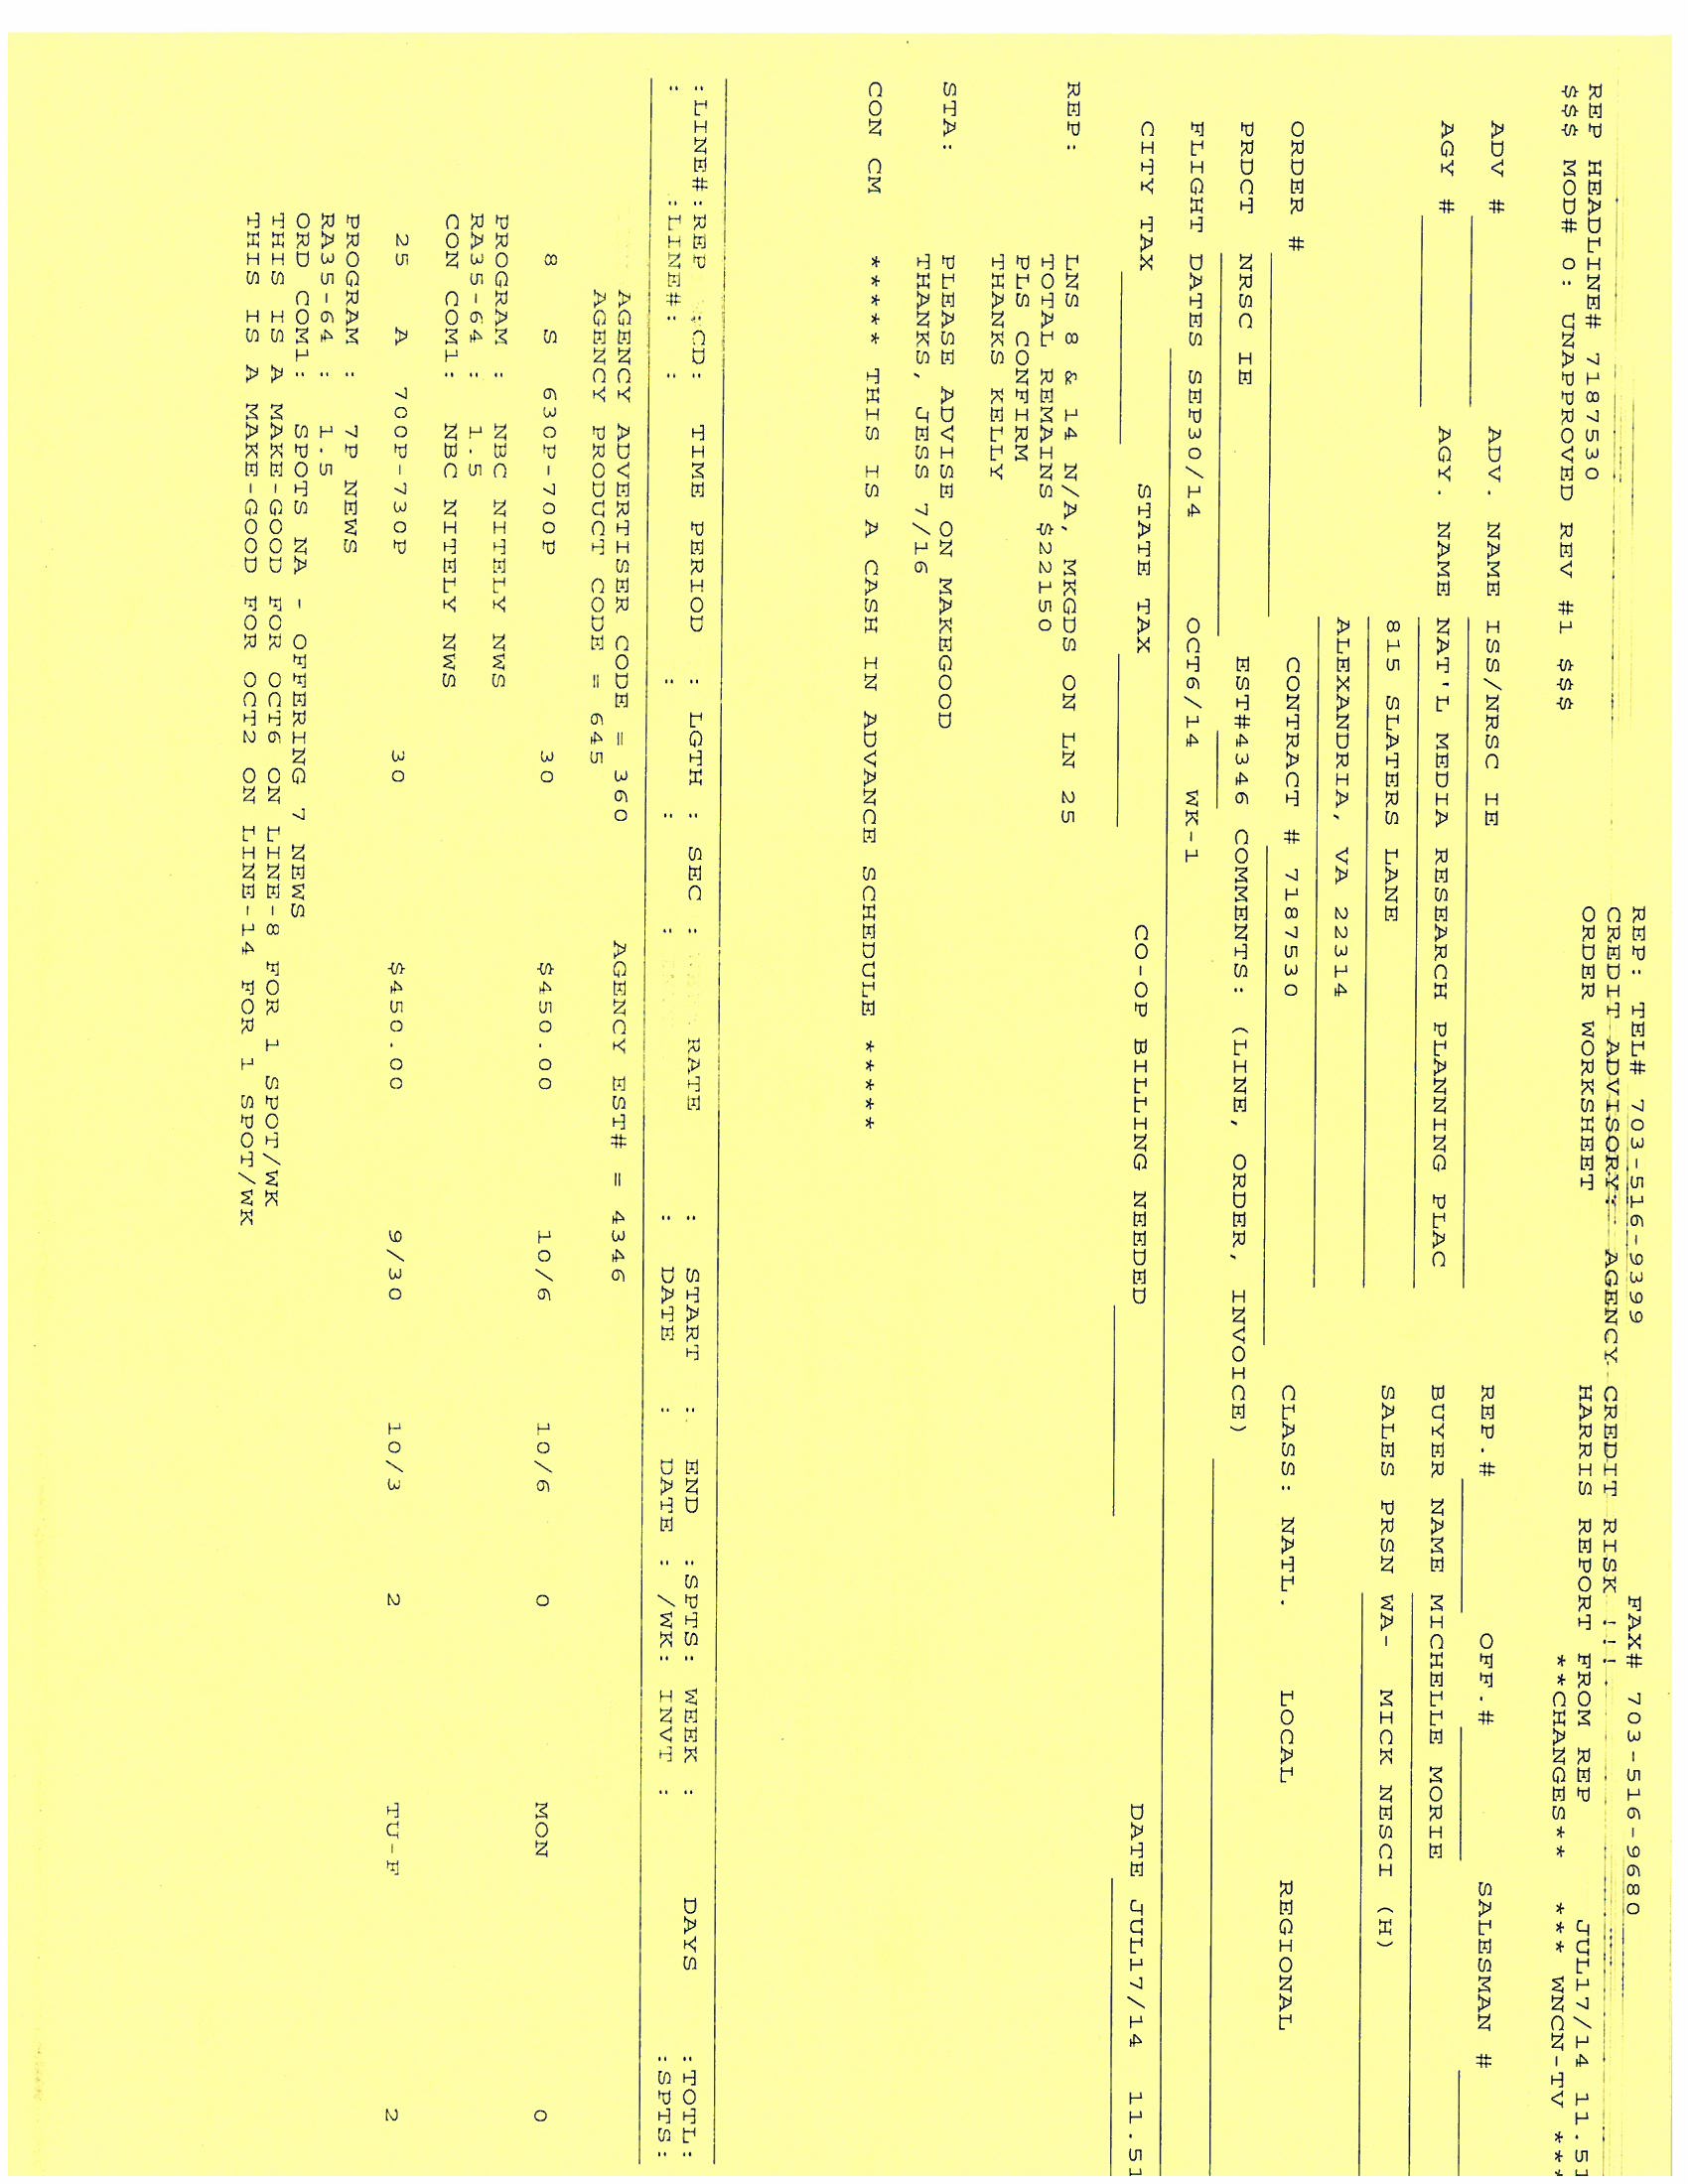 REP: TEL# 703-516-9399 FAX# 703-516-9680
CREDIT ADVISORY: AGENCY CREDIT RISK !!!
REP HEADLINE# 7187530 ORDER WORKSHEET HARRIS REPORT FROM REP JUL17/14 11.51
$$$ MOD# 0: UNAPPROVED REV #1 $$$ **CHANGES** *** WNCN-TV ***
ADV # ADV. NAME ISS/NRSC IE REP.# OFF.# SALESMAN #
AGY # AGY. NAME NAT'L MEDIA RESEARCH PLANNING PLAC BUYER NAME MICHELLE MORIE
815 SLATERS LANE SALES PRSN WA- MICK NESCI (H)
ALEXANDRIA, VA 22314
ORDER # CONTRACT # 7187530 CLASS: NATL. LOCAL REGIONAL
PRDCT NRSC IE EST#4346 COMMENTS: (LINE, ORDER, INVOICE)
FLIGHT DATES SEP30/14 OCT6/14 WK-1
CITY TAX STATE TAX CO-OP BILLING NEEDED DATE JUL17/14 11.51
REP: LNS 8 & 14 N/A, MKGDS ON LN 25
TOTAL REMAINS $22150
PLS CONFIRM
THANKS KELLY
STA: PLEASE ADVISE ON MAKEGOOD
THANKS, JESS 7/16
CON CM ***** THIS IS A CASH IN ADVANCE SCHEDULE *****
:LINE#:REP :CD: TIME PERIOD : LGTH : SEC : RATE : START : END :SPTS: WEEK : DAYS :TOTL:
: :LINE#: : : : : : DATE : DATE : /WK: INVT : :SPTS:
AGENCY ADVERTISER CODE = 360 AGENCY EST# = 4346
AGENCY PRODUCT CODE = 645
8 S 630P-700P 30 $450.00 10/6 10/6 0 MON 0
PROGRAM : NBC NITELY NWS
RA35-64 : 1.5
CON COM1: NBC NITELY NWS
25 A 700P-730P 30 $450.00 9/30 10/3 2 TU-F 2
PROGRAM : 7P NEWS
RA35-64 : 1.5
ORD COM1: SPOTS NA - OFFERING 7 NEWS
THIS IS A MAKE-GOOD FOR OCT6 ON LINE-8 FOR 1 SPOT/WK
THIS IS A MAKE-GOOD FOR OCT2 ON LINE-14 FOR 1 SPOT/WK